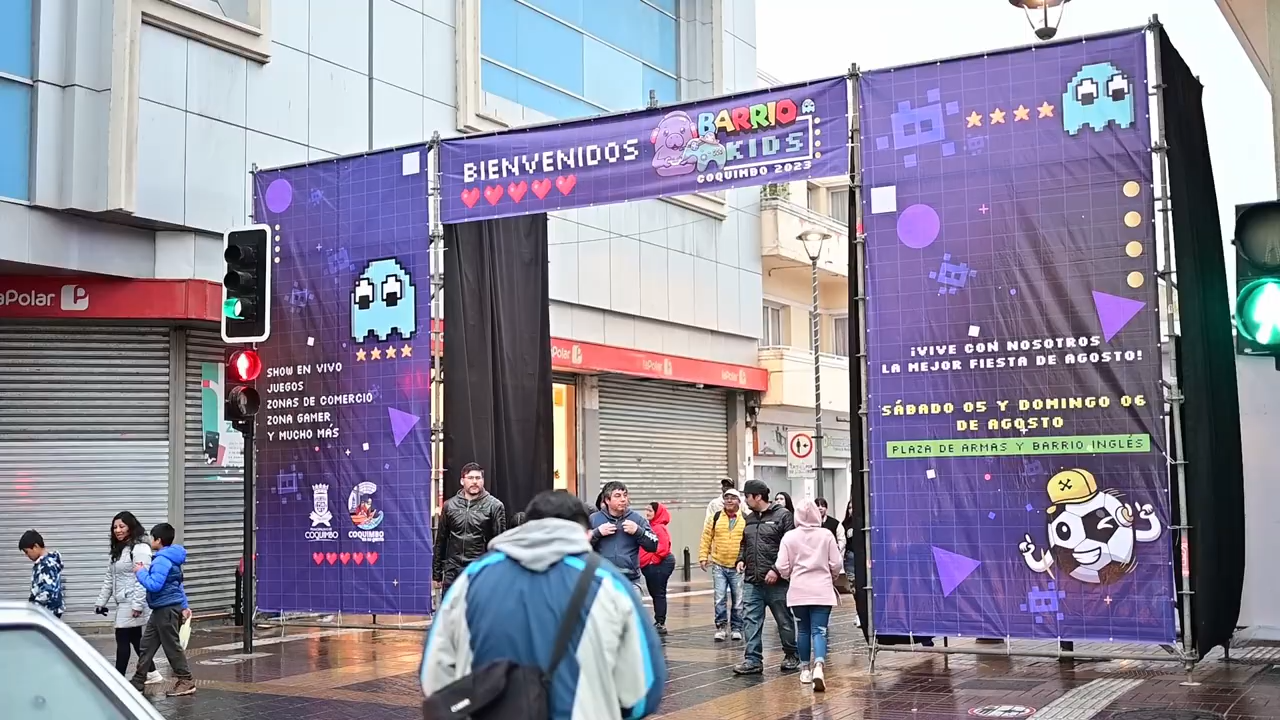 BIENVENIDOS
BARRIO
KIDS
COQUIMBO 2023
laPolar
SHOW EN VIVO
JUEGOS
ZONAS DE COMERCIO
ZONA GAMER
Y MUCHO MÁS
COQUIMBO
COQUIMBO
laPolar
laPolar
laPolar
¡VIVE CON NOSOTROS
LA MEJOR FIESTA DE AGOSTO!
SÁBADO 05 Y DOMINGO 06
DE AGOSTO
PLAZA DE ARMAS Y BARRIO INGLÉS